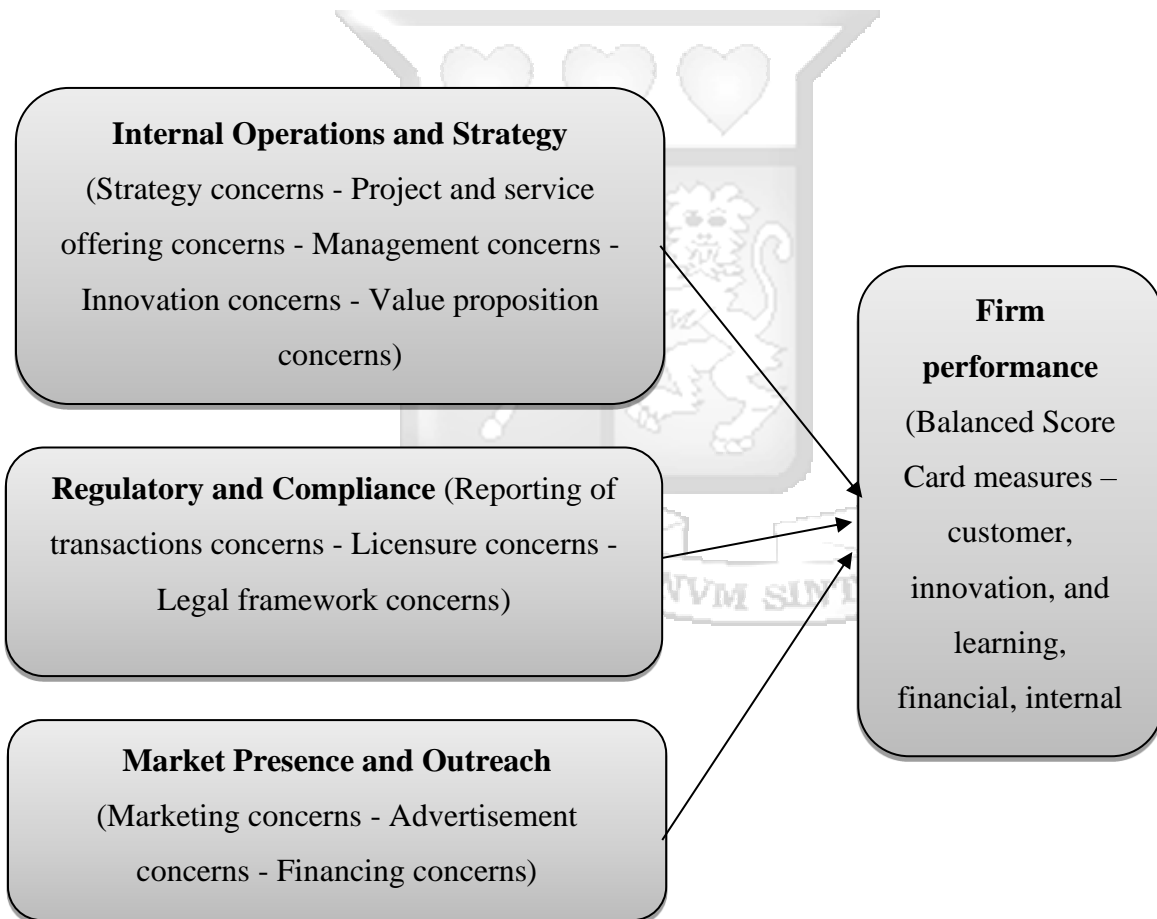 Internal Operations and Strategy
(Strategy concerns - Project and service
offering concerns - Management concerns -
Innovation concerns - Value proposition
concerns)
Regulatory and Compliance (Reporting of
transactions concerns - Licensure concerns -
Legal framework concerns)
Market Presence and Outreach
(Marketing concerns - Advertisement
concerns - Financing concerns)
Firm
performance
(Balanced Score
Card measures –
customer,
innovation, and
learning,
financial, internal
NVM SINT